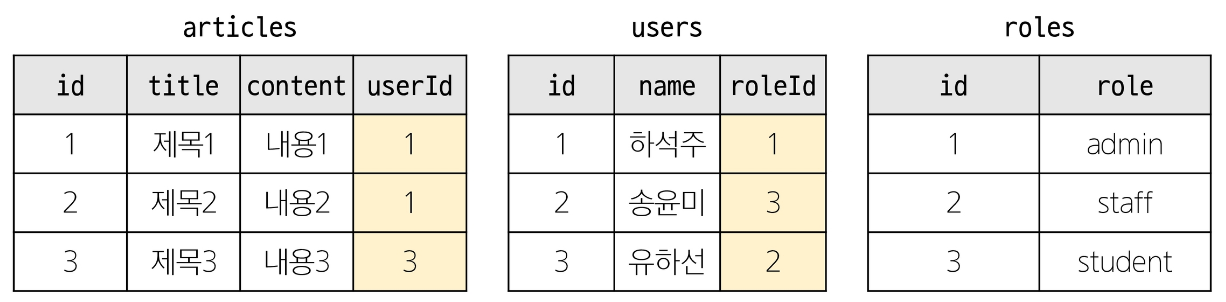 articles
id title content userId
1 제목1 내용1 1
2 제목2 내용2 1
3 제목3 내용3 3
users
id name roleId
1 하석주 1
2 송윤미 3
3 유하선 2
roles
id role
1 admin
2 staff
3 student